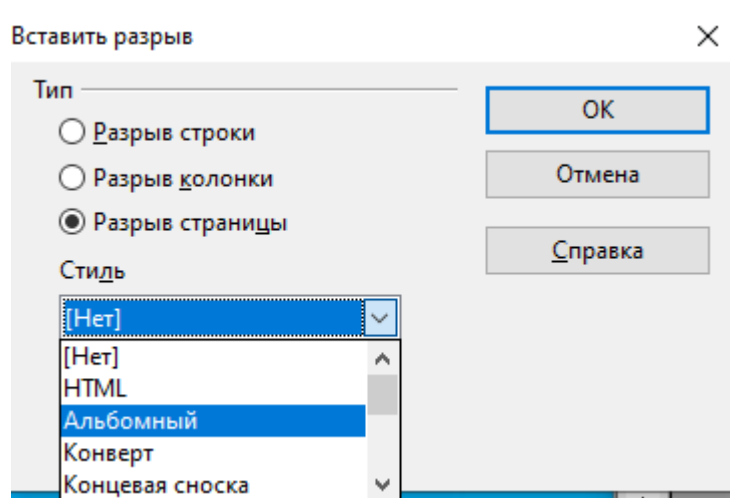 Вставить разрыв
Тип
Разрыв строки
Разрыв колонки
Разрыв страницы
Стиль
[Нет]
[Нет]
HTML
Альбомный
Конверт
Концевая сноска
OK
Отмена
Справка